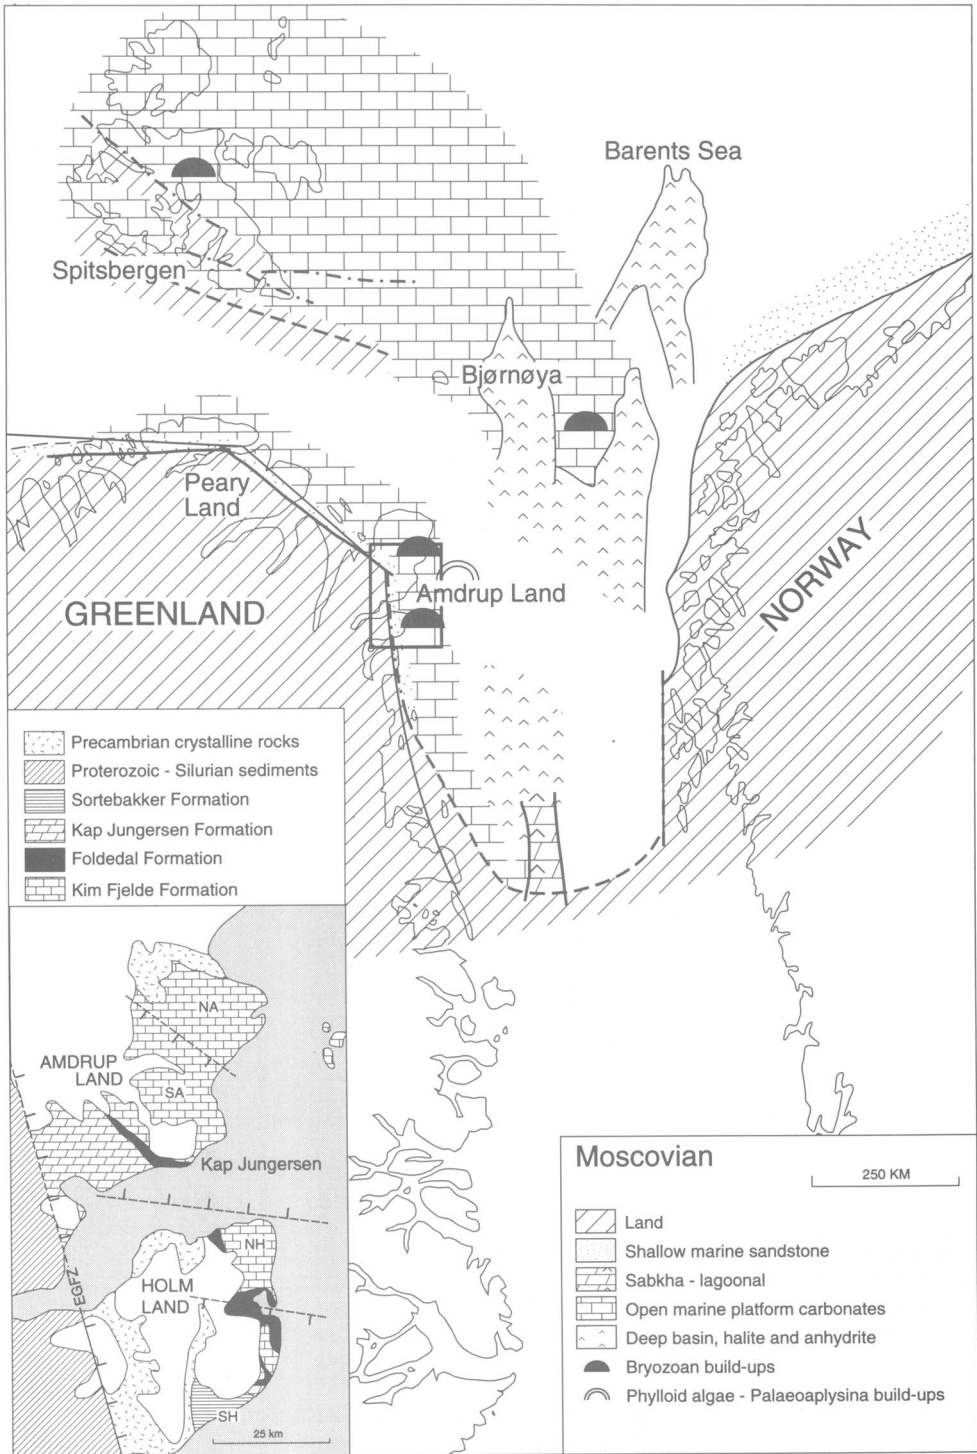 Barents Sea
Spitsbergen
Bjørnøya
Peary
Land
GREENLAND
Amdrup Land
NORWAY
Precambrian crystalline rocks
Proterozoic - Silurian sediments
Sortebakker Formation
Kap Jungersen Formation
Foldedal Formation
Kim Fjelde Formation
NA
AMDRUP
LAND
SA
Kap Jungersen
NH
HOLM
LAND
EGFZ
SH
25 km
Moscovian
250 KM
Land
Shallow marine sandstone
Sabkha - lagoonal
Open marine platform carbonates
Deep basin, halite and anhydrite
Bryozoan build-ups
Phylloid algae - Palaeoaplysina build-ups